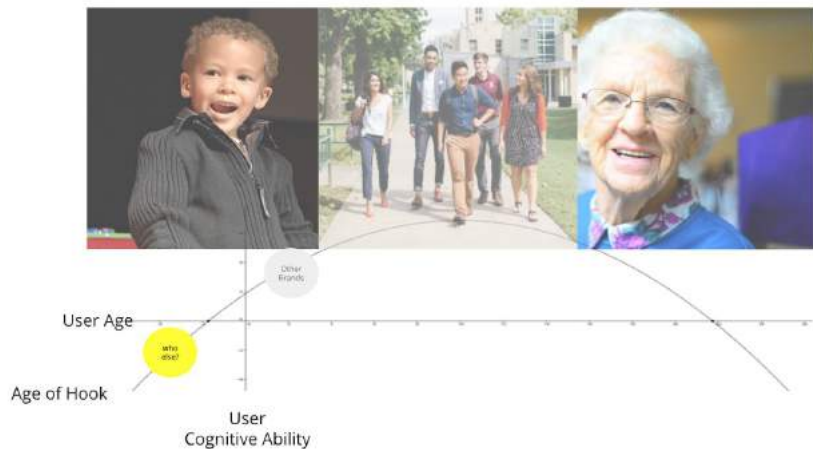 Other
Brands
User Age
who
else?
Age of Hook
User
Cognitive Ability